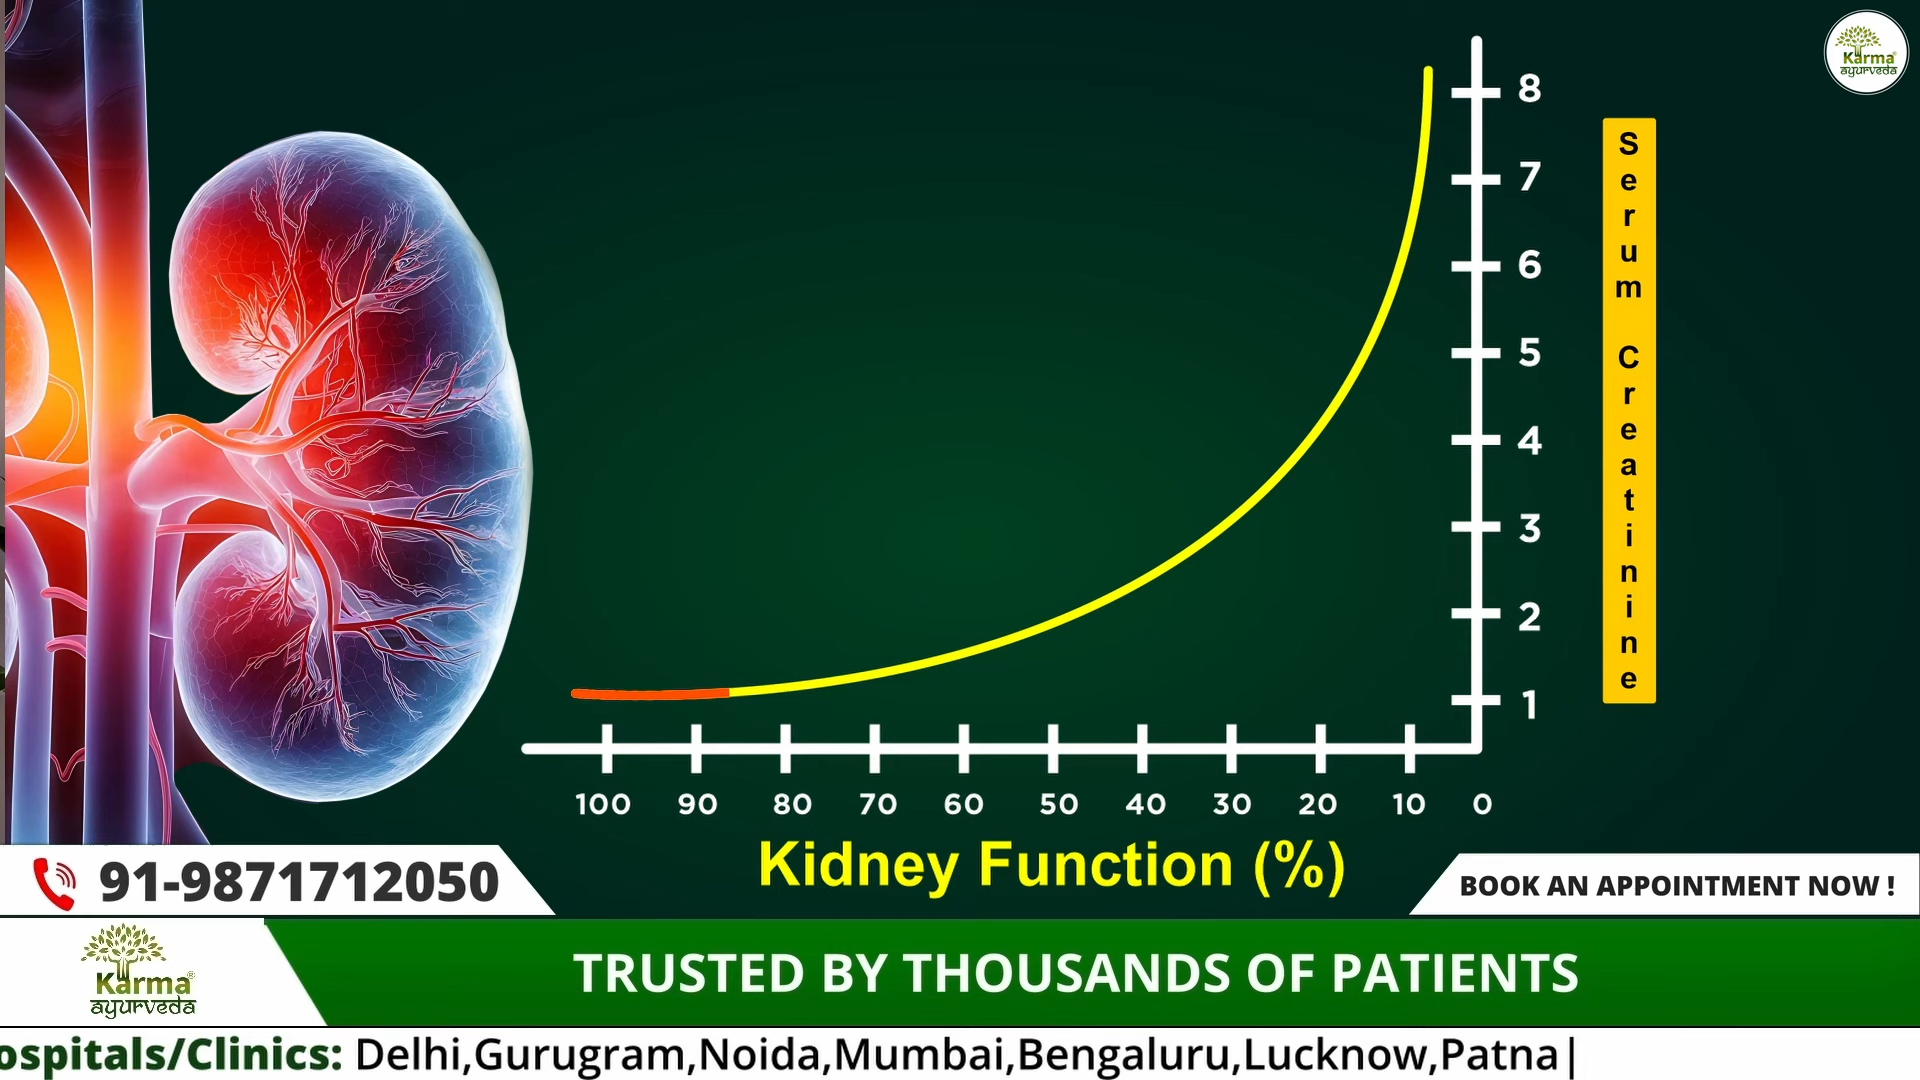 Karma
ayurveda
8
7
6
5
4
3
2
1
Serum Creatinine
100 90 80 70 60 50 40 30 20 10 0
Kidney Function (%)
91-9871712050
BOOK AN APPOINTMENT NOW !
Karma®
ayurveda
TRUSTED BY THOUSANDS OF PATIENTS
ospitals/Clinics: Delhi,Gurugram,Noida,Mumbai,Bengaluru,Lucknow,Patna|